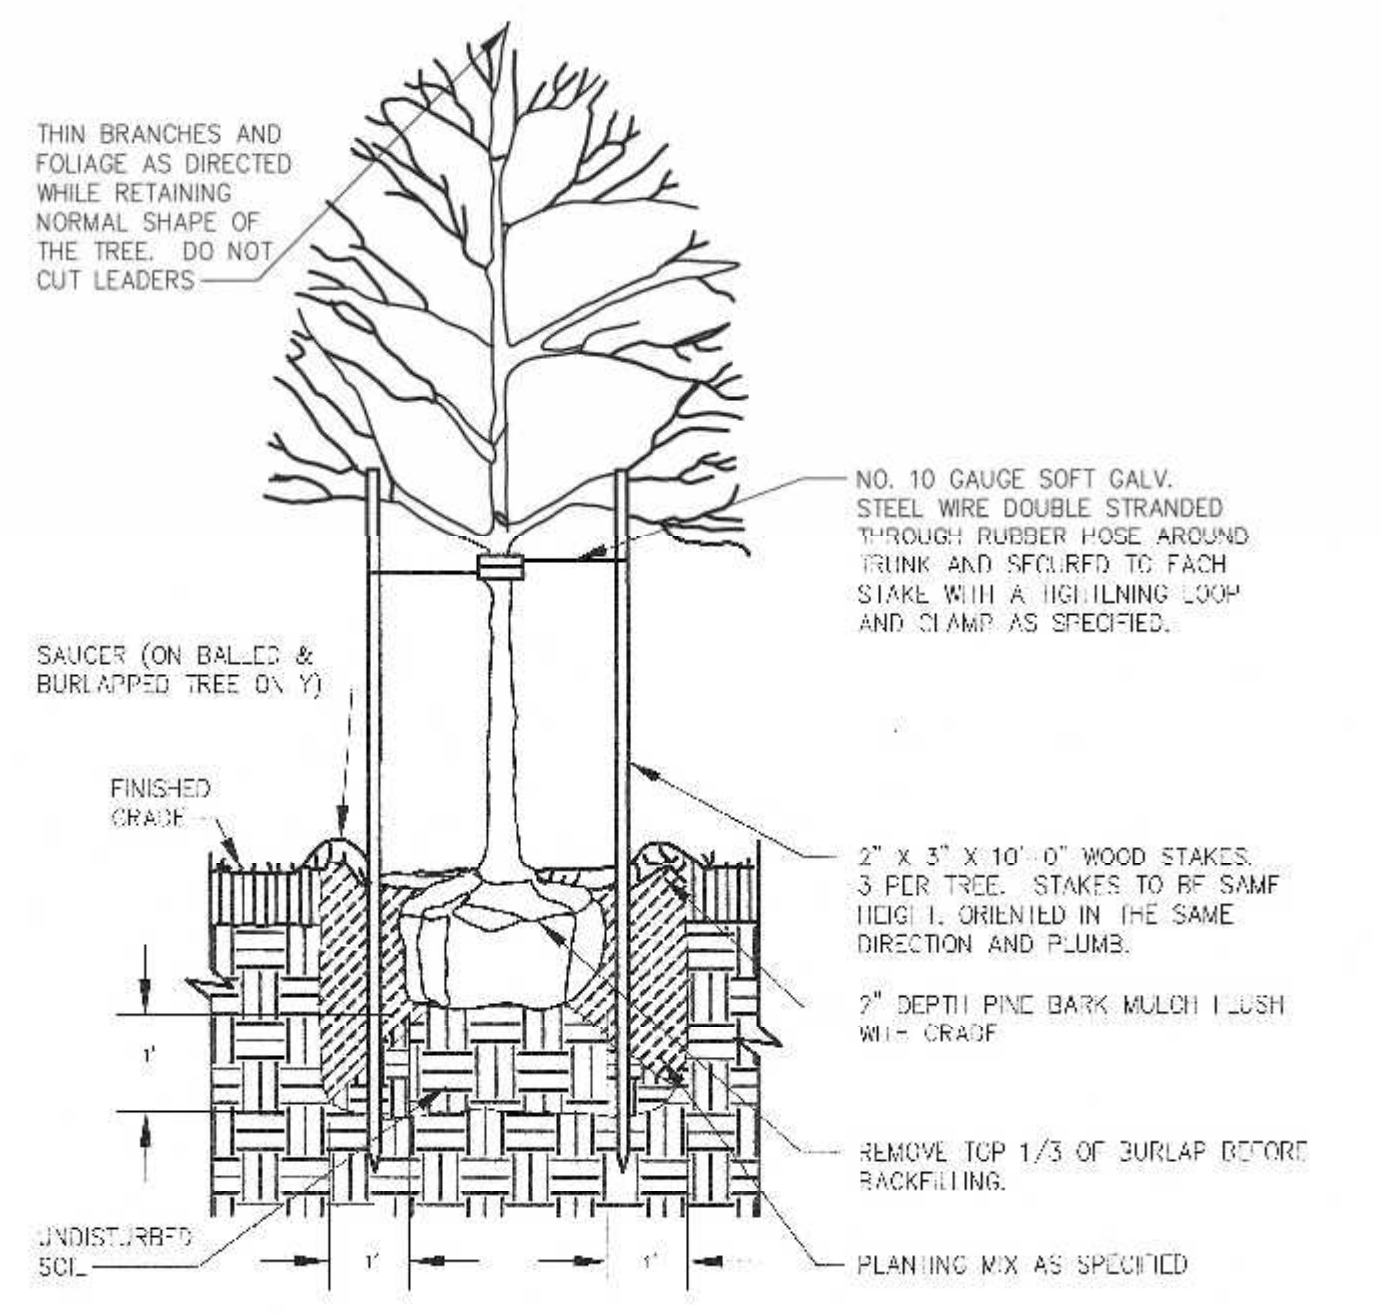 THIN BRANCHES AND
FOLIAGE AS DIRECTED
WHILE RETAINING
NORMAL SHAPE OF
THE TREE. DO NOT
CUT LEADERS
NO. 10 GAUGE SOFT GALV.
STEEL WIRE DOUBLE STRANDED
THROUGH RUBBER HOSE AROUND
TRUNK AND SECURED TO EACH
STAKE WITH A TIGHTENING LOOP
AND CLAMP AS SPECIFIED.
SAUCER (ON BALLED &
BURLAPPED TREE ONLY)
FINISHED
GRADE
2" X 3" X 10'-0" WOOD STAKES.
3 PER TREE. STAKES TO BE SAME
HEIGHT. ORIENTED IN THE SAME
DIRECTION AND PLUMB.
2" DEPTH PINE BARK MULCH FLUSH
WITH GRADE
1'
REMOVE TOP 1/3 OF BURLAP BEFORE
BACKFILLING.
UNDISTURBED
SOIL
1'
1'
PLANTING MIX AS SPECIFIED